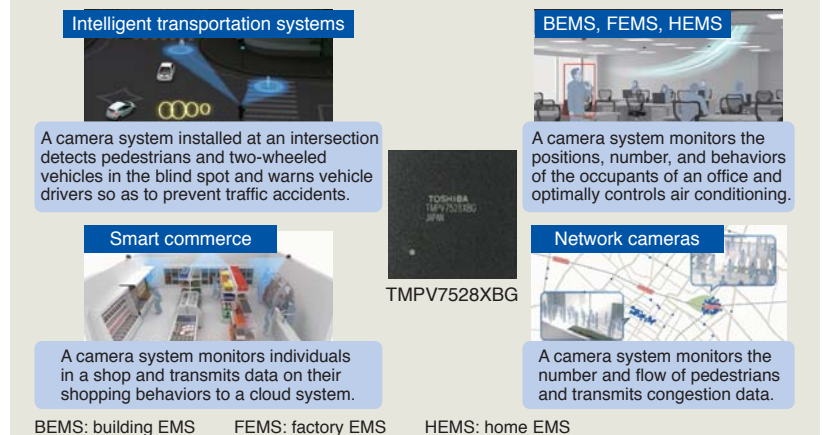 Intelligent transportation systems
A camera system installed at an intersection
detects pedestrians and two-wheeled
vehicles in the blind spot and warns vehicle
drivers so as to prevent traffic accidents.
BEMS, FEMS, HEMS
A camera system monitors the
positions, number, and behaviors
of the occupants of an office and
optimally controls air conditioning.
TOSHIBA
TMPV7528XBG
JAPAN
TMPV7528XBG
Smart commerce
A camera system monitors individuals
in a shop and transmits data on their
shopping behaviors to a cloud system.
Network cameras
A camera system monitors the
number and flow of pedestrians
and transmits congestion data.
BEMS: building EMS FEMS: factory EMS HEMS: home EMS